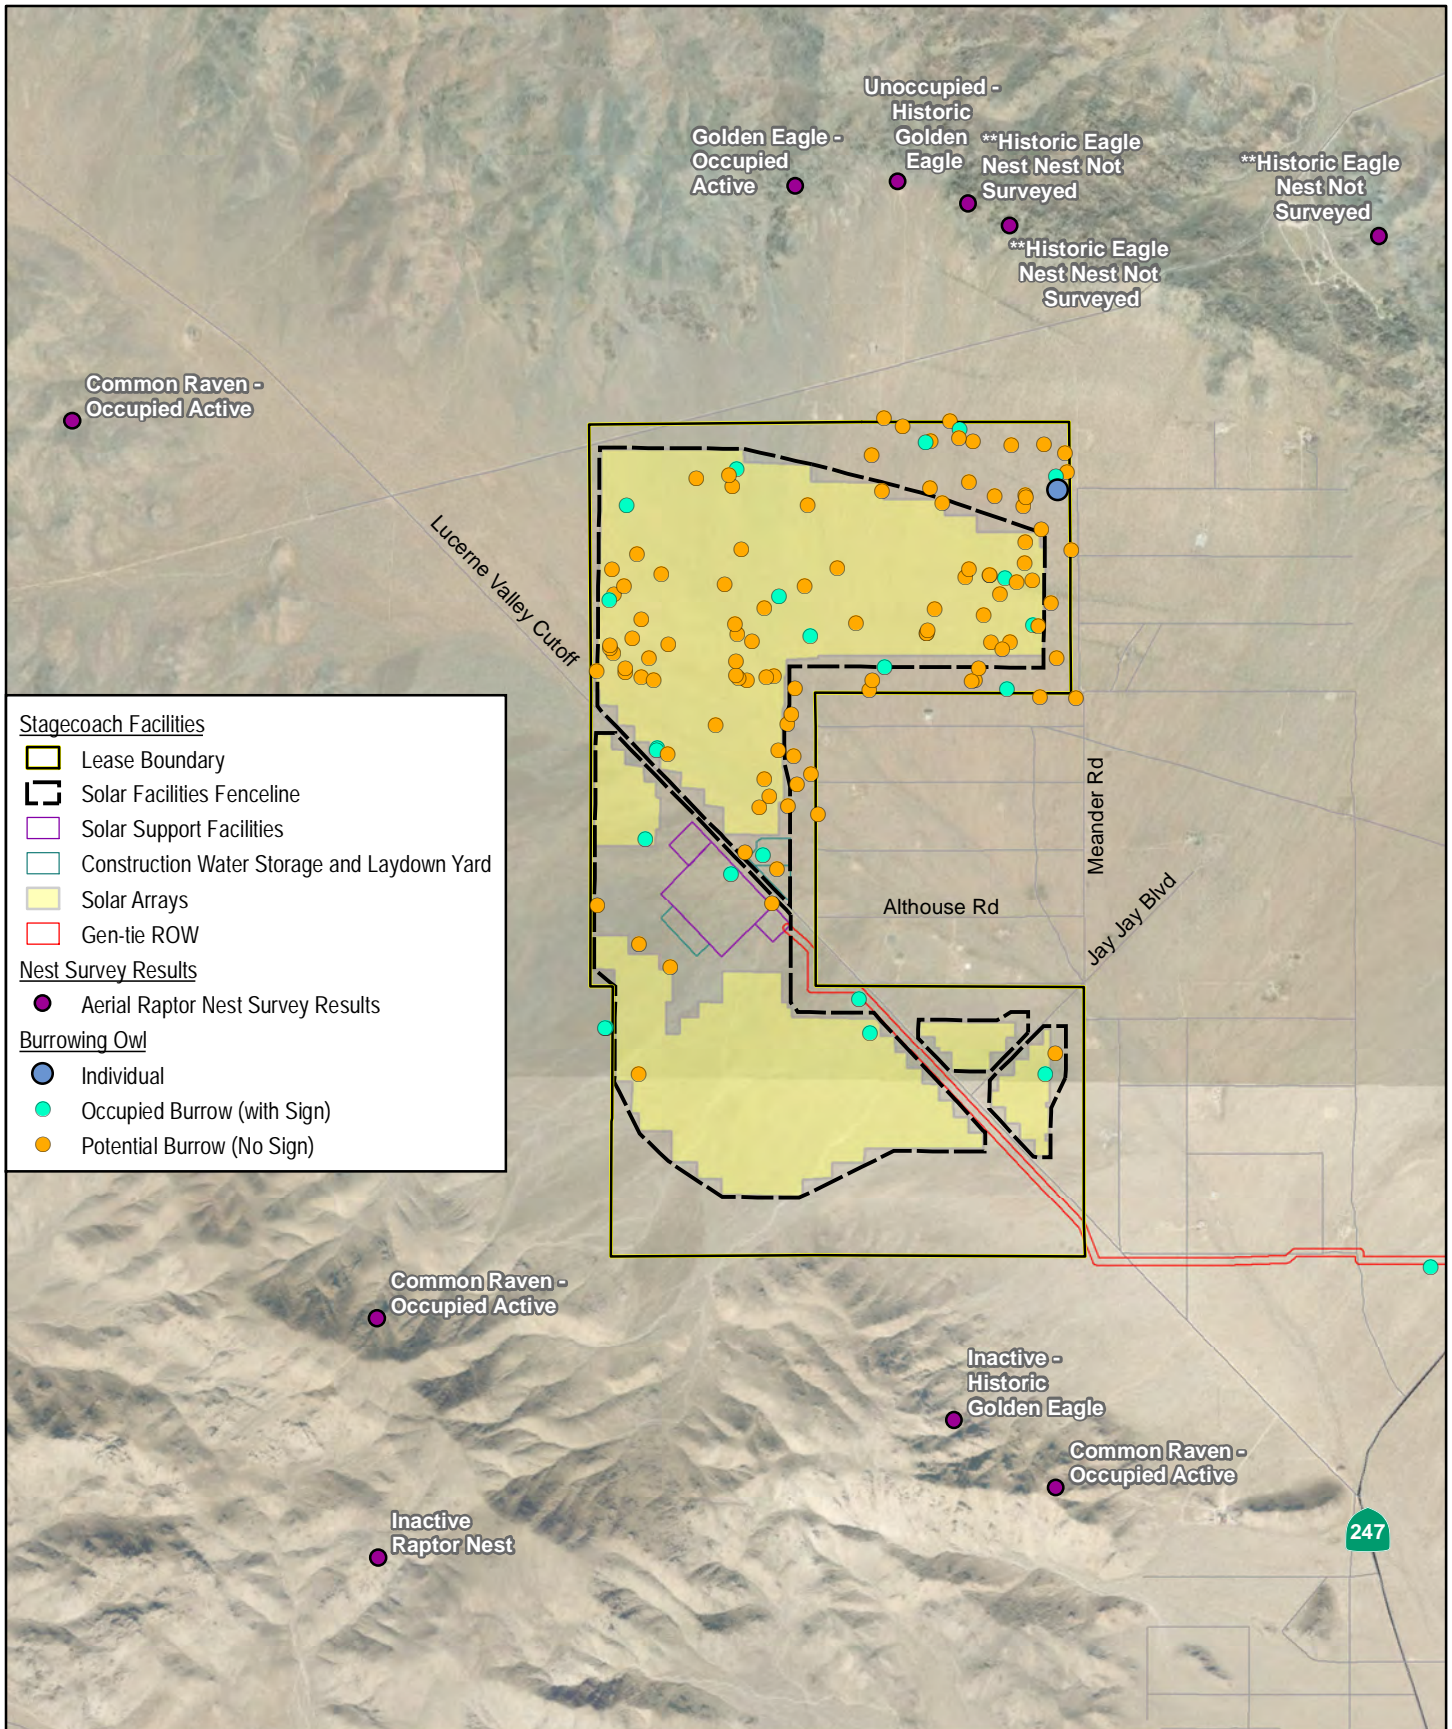 Unoccupied -
Historic
Golden
Eagle
Golden Eagle -
Occupied
Active
**Historic Eagle
Nest Nest Not
Surveyed
**Historic Eagle
Nest Not
Surveyed
**Historic Eagle
Nest Nest Not
Surveyed
Common Raven -
Occupied Active
Lucerne Valley Cutoff
Meander Rd
Althouse Rd
Jay Jay Blvd
Stagecoach Facilities
Lease Boundary
Solar Facilities Fenceline
Solar Support Facilities
Construction Water Storage and Laydown Yard
Solar Arrays
Gen-tie ROW
Nest Survey Results
Aerial Raptor Nest Survey Results
Burrowing Owl
Individual
Occupied Burrow (with Sign)
Potential Burrow (No Sign)
Common Raven -
Occupied Active
Inactive -
Historic
Golden Eagle
Common Raven -
Occupied Active
Inactive
Raptor Nest
247